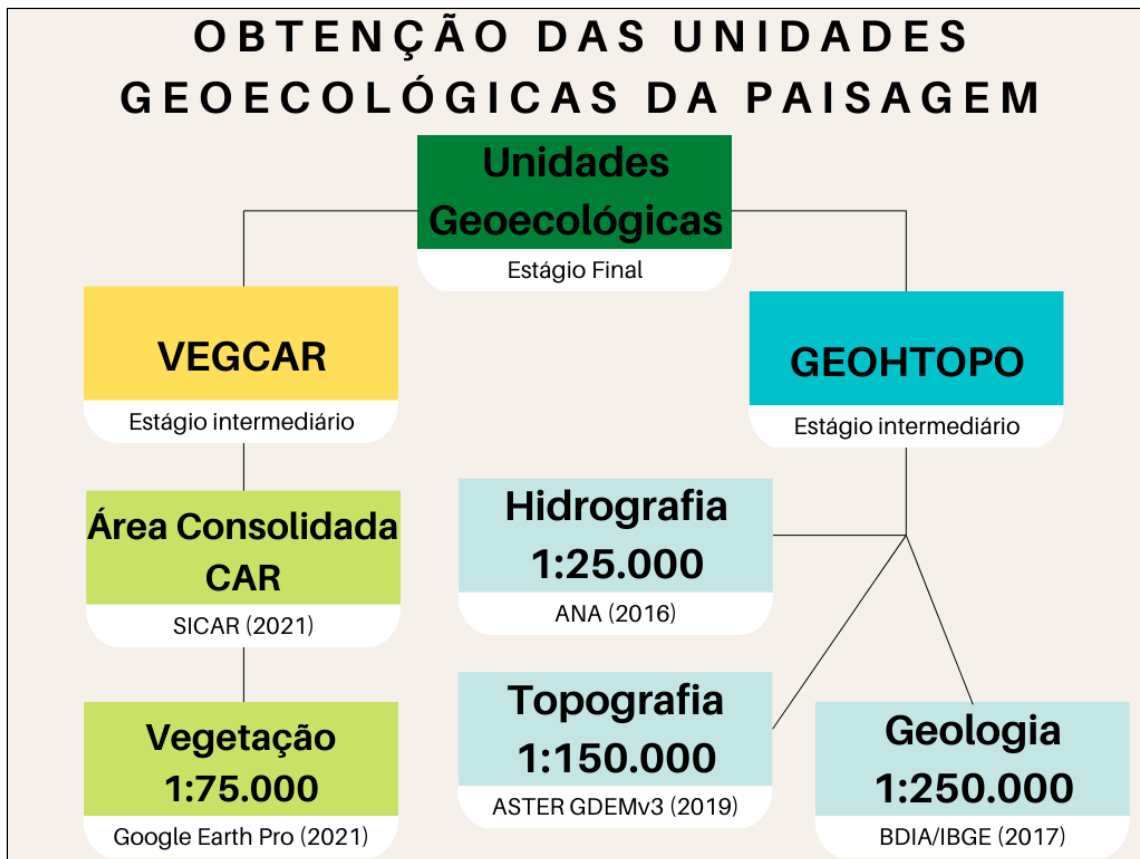 OBTENÇÃO DAS UNIDADES
GEOECOLÓGICAS DA PAISAGEM
Unidades
Geoecológicas
Estágio Final
VEGCAR
Estágio intermediário
GEOHTOPO
Estágio intermediário
Área Consolidada
CAR
SICAR (2021)
Hidrografia
1:25.000
ANA (2016)
Vegetação
1:75.000
Google Earth Pro (2021)
Topografia
1:150.000
ASTER GDEMv3 (2019)
Geologia
1:250.000
BDIA/IBGE (2017)